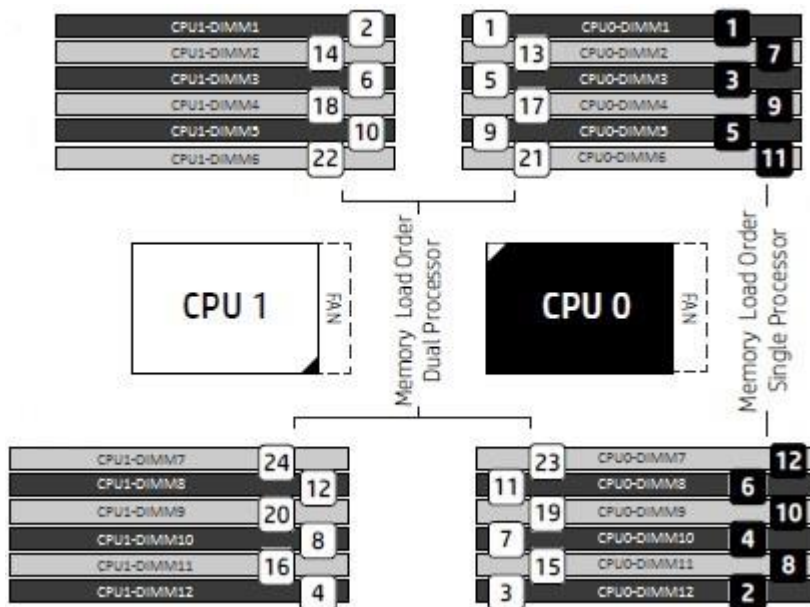 CPU1-DIMM1 2 1 CPU0-DIMM1 1
CPU1-DIMM2 14 13 CPU0-DIMM2 7
CPU1-DIMM3 6 5 CPU0-DIMM3 3
CPU1-DIMM4 18 17 CPU0-DIMM4 9
CPU1-DIMM5 10 9 CPU0-DIMM5 5
CPU1-DIMM6 22 21 CPU0-DIMM6 11
CPU 1
FAN
Memory Load Order
Dual Processor
CPU 0
FAN
Memory Load Order
Single Processor
CPU1-DIMM7 24 23 CPU0-DIMM7 12
CPU1-DIMM8 12 11 CPU0-DIMM8 6
CPU1-DIMM9 20 19 CPU0-DIMM9 10
CPU1-DIMM10 8 7 CPU0-DIMM10 4
CPU1-DIMM11 16 15 CPU0-DIMM11 8
CPU1-DIMM12 4 3 CPU0-DIMM12 2